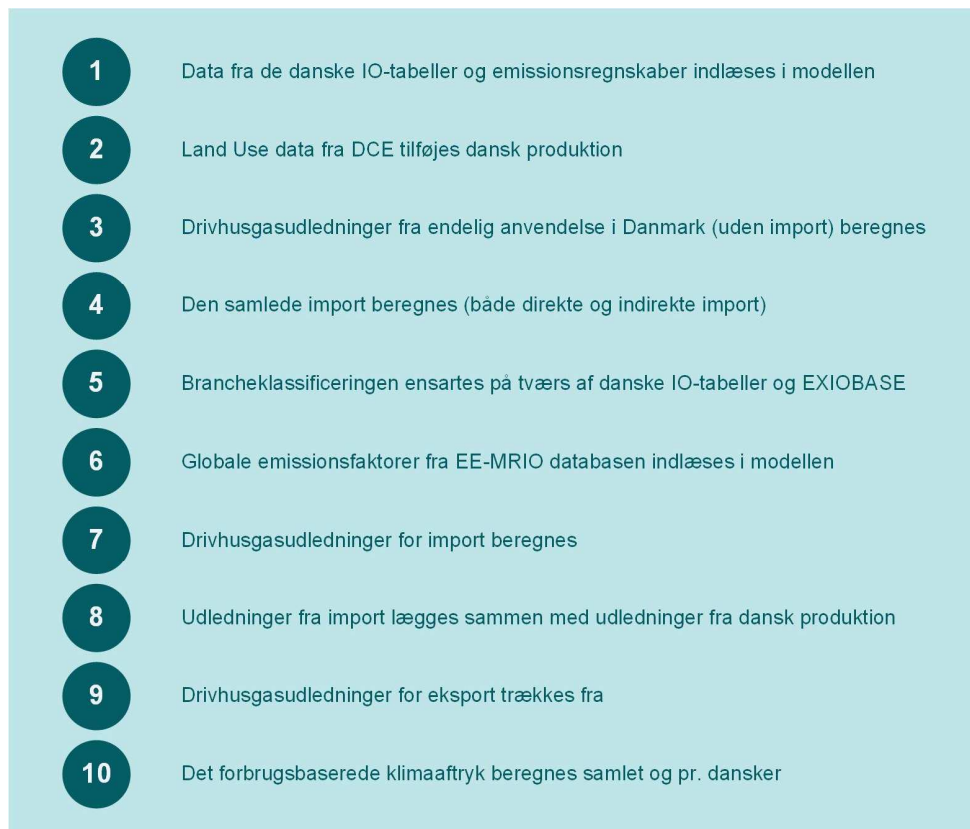 1 Data fra de danske IO-tabeller og emissionsregnskaber indlæses i modellen
2 Land Use data fra DCE tilføjes dansk produktion
3 Drivhusgasudledninger fra endelig anvendelse i Danmark (uden import) beregnes
4 Den samlede import beregnes (både direkte og indirekte import)
5 Brancheklassificeringen ensartes på tværs af danske IO-tabeller og EXIOBASE
6 Globale emissionsfaktorer fra EE-MRIO databasen indlæses i modellen
7 Drivhusgasudledninger for import beregnes
8 Udledninger fra import lægges sammen med udledninger fra dansk produktion
9 Drivhusgasudledninger for eksport trækkes fra
10 Det forbrugsbaserede klimaaftryk beregnes samlet og pr. dansker